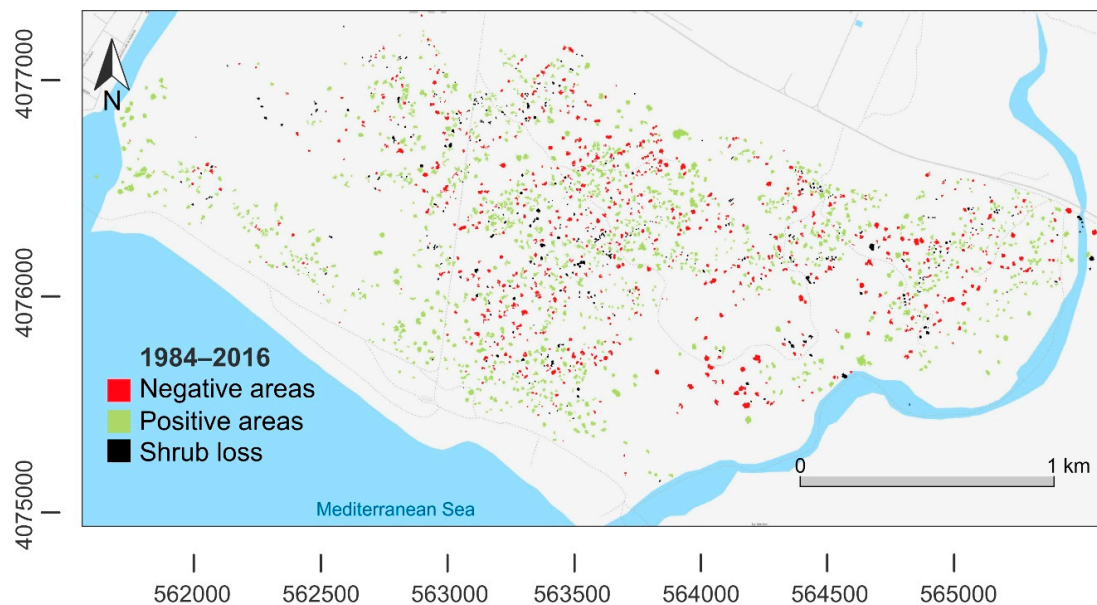 4077000
4076000
4075000
N
1984–2016
Negative areas
Positive areas
Shrub loss
Mediterranean Sea
0 1 km
562000 562500 563000 563500 564000 564500 565000